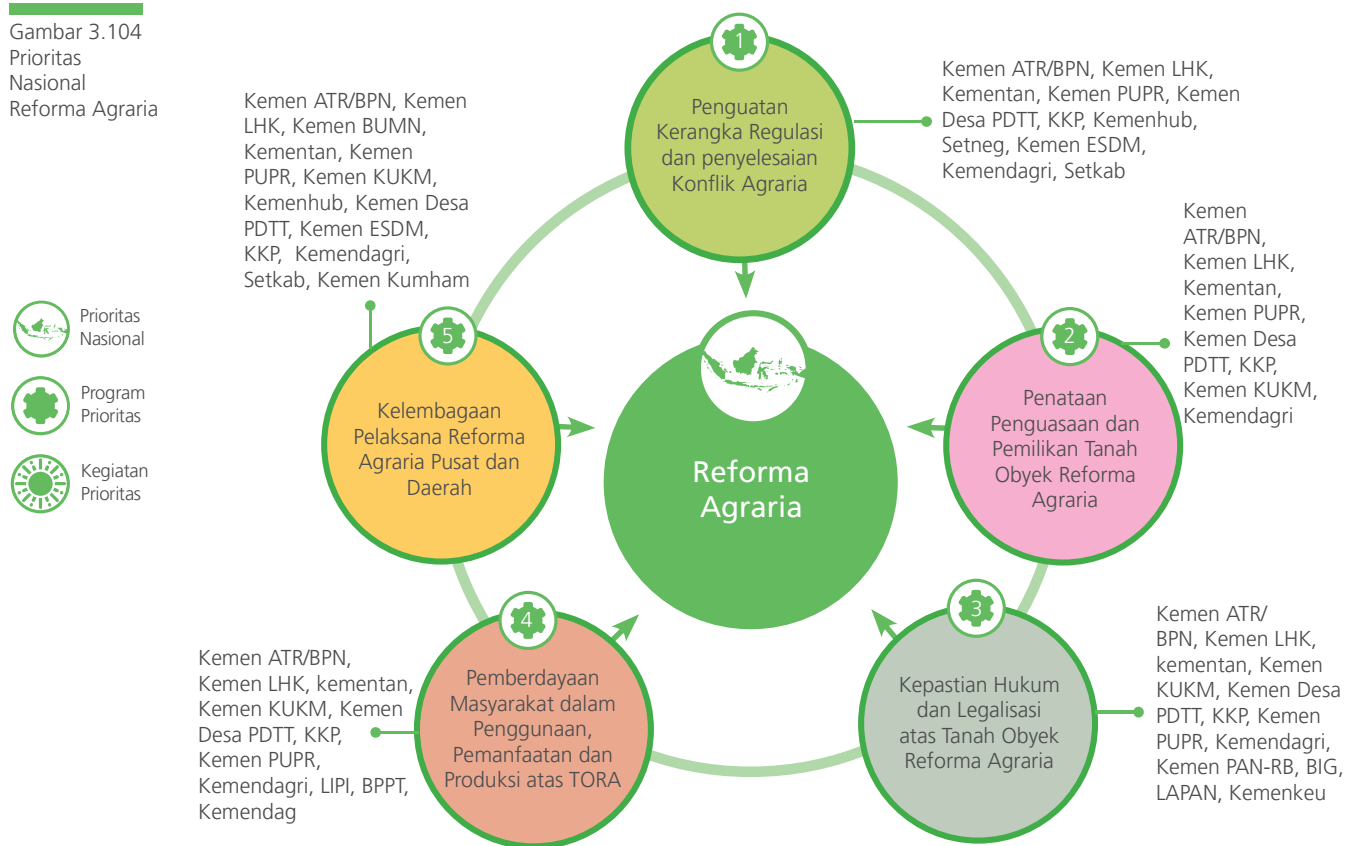 Gambar 3.104
Prioritas
Nasional
Reforma Agraria
Prioritas
Nasional
Program
Prioritas
Kegiatan
Prioritas
1
Penguatan
Kerangka Regulasi
dan penyelesaian
Konflik Agraria
Kemen ATR/BPN, Kemen LHK,
Kementan, Kemen PUPR, Kemen
Desa PDTT, KKP, Kemenhub,
Setneg, Kemen ESDM,
Kemendagri, Setkab
2
Penataan
Penguasaan dan
Pemilikan Tanah
Obyek Reforma
Agraria
Kemen
ATR/BPN,
Kemen LHK,
Kementan,
Kemen PUPR,
Kemen Desa
PDTT, KKP,
Kemen KUKM,
Kemendagri
3
Kepastian Hukum
dan Legalisasi
atas Tanah Obyek
Reforma Agraria
Kemen ATR/
BPN, Kemen LHK,
kementan, Kemen
KUKM, Kemen Desa
PDTT, KKP, Kemen
PUPR, Kemendagri,
Kemen PAN-RB, BIG,
LAPAN, Kemenkeu
4
Pemberdayaan
Masyarakat dalam
Penggunaan,
Pemanfaatan dan
Produksi atas TORA
Kemen ATR/BPN,
Kemen LHK, kementan,
Kemen KUKM, Kemen
Desa PDTT, KKP,
Kemen PUPR,
Kemendagri, LIPI, BPPT,
Kemendag
5
Kelembagaan
Pelaksana Reforma
Agraria Pusat dan
Daerah
Kemen ATR/BPN, Kemen
LHK, Kemen BUMN,
Kementan, Kemen
PUPR, Kemen KUKM,
Kemenhub, Kemen Desa
PDTT, Kemen ESDM,
KKP, Kemendagri,
Setkab, Kemen Kumham
Reforma
Agraria